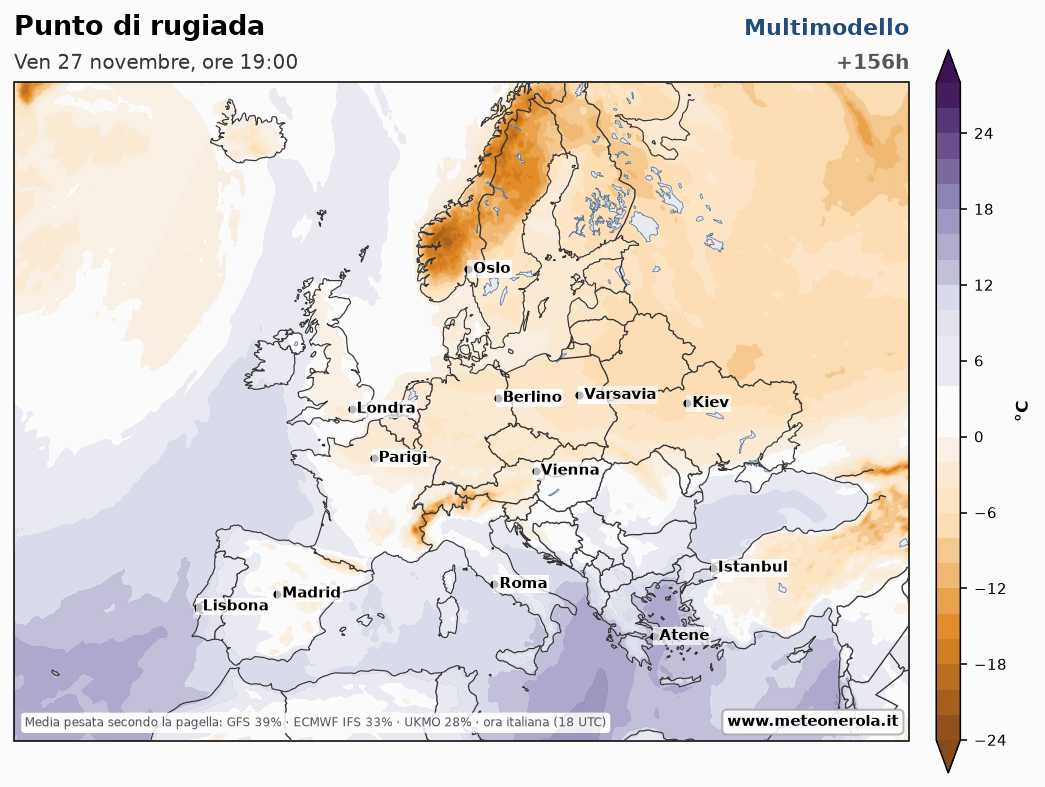 Punto di rugiada
Multimodello
Ven 27 novembre, ore 19:00
+156h
24
18
12
6
0
−6
−12
−18
−24
°C
Oslo
Berlino
Varsavia
Kiev
Londra
Parigi
Vienna
Istanbul
Roma
Madrid
Lisbona
Atene
Media pesata secondo la pagella: GFS 39% · ECMWF IFS 33% · UKMO 28% · ora italiana (18 UTC)
www.meteonerola.it